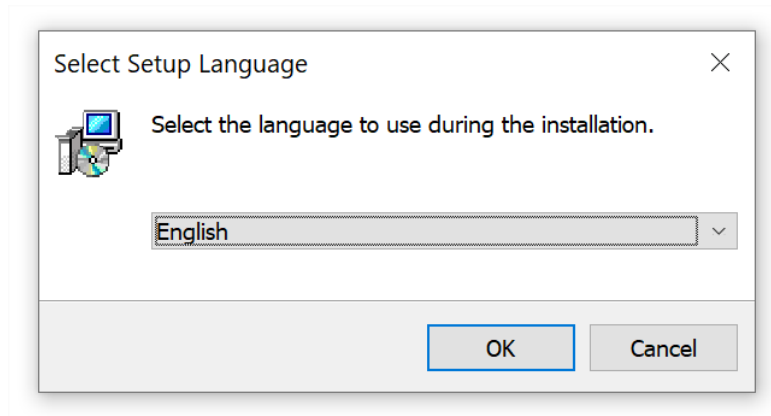 Select Setup Language
Select the language to use during the installation.
English
OK Cancel